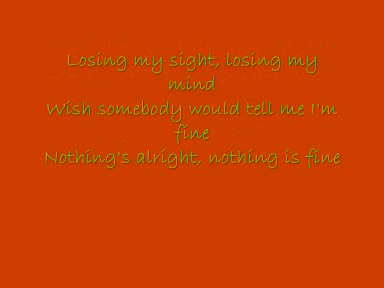 Losing my sight, losing my
mind
Wish somebody would tell me I'm
fine
Nothing's alright, nothing is fine